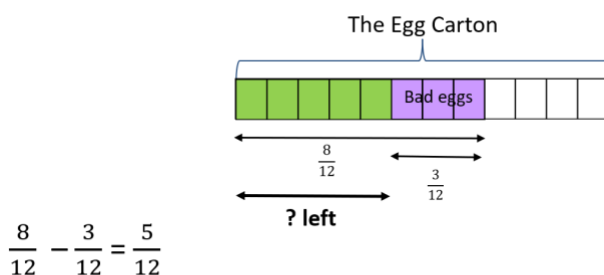 The Egg Carton
Bad eggs
8/12
3/12
? left
8/12 − 3/12 = 5/12